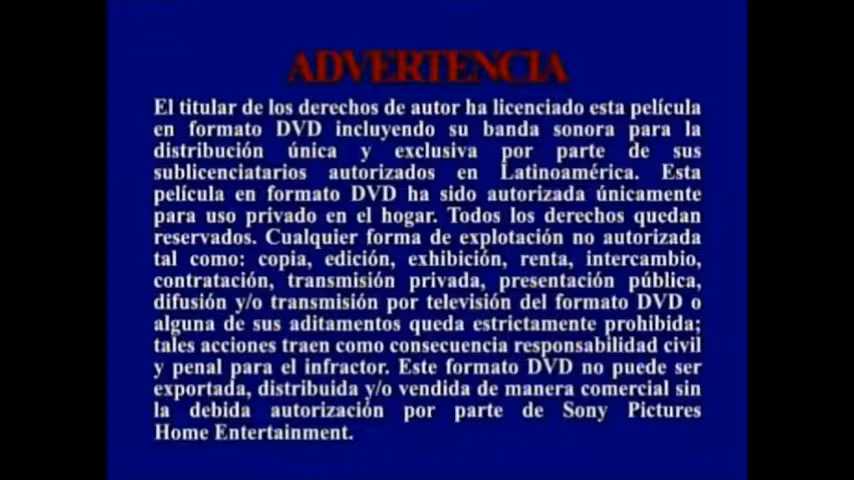 ADVERTENCIA
El titular de los derechos de autor ha licenciado esta película
en formato DVD incluyendo su banda sonora para la
distribución única y exclusiva por parte de sus
sublicenciatarios autorizados en Latinoamérica. Esta
película en formato DVD ha sido autorizada únicamente
para uso privado en el hogar. Todos los derechos quedan
reservados. Cualquier forma de explotación no autorizada
tal como: copia, edición, exhibición, renta, intercambio,
contratación, transmisión privada, presentación pública,
difusión y/o transmisión por televisión del formato DVD o
alguna de sus aditamentos queda estrictamente prohibida;
tales acciones traen como consecuencia responsabilidad civil
y penal para el infractor. Este formato DVD no puede ser
exportada, distribuida y/o vendida de manera comercial sin
la debida autorización por parte de Sony Pictures
Home Entertainment.